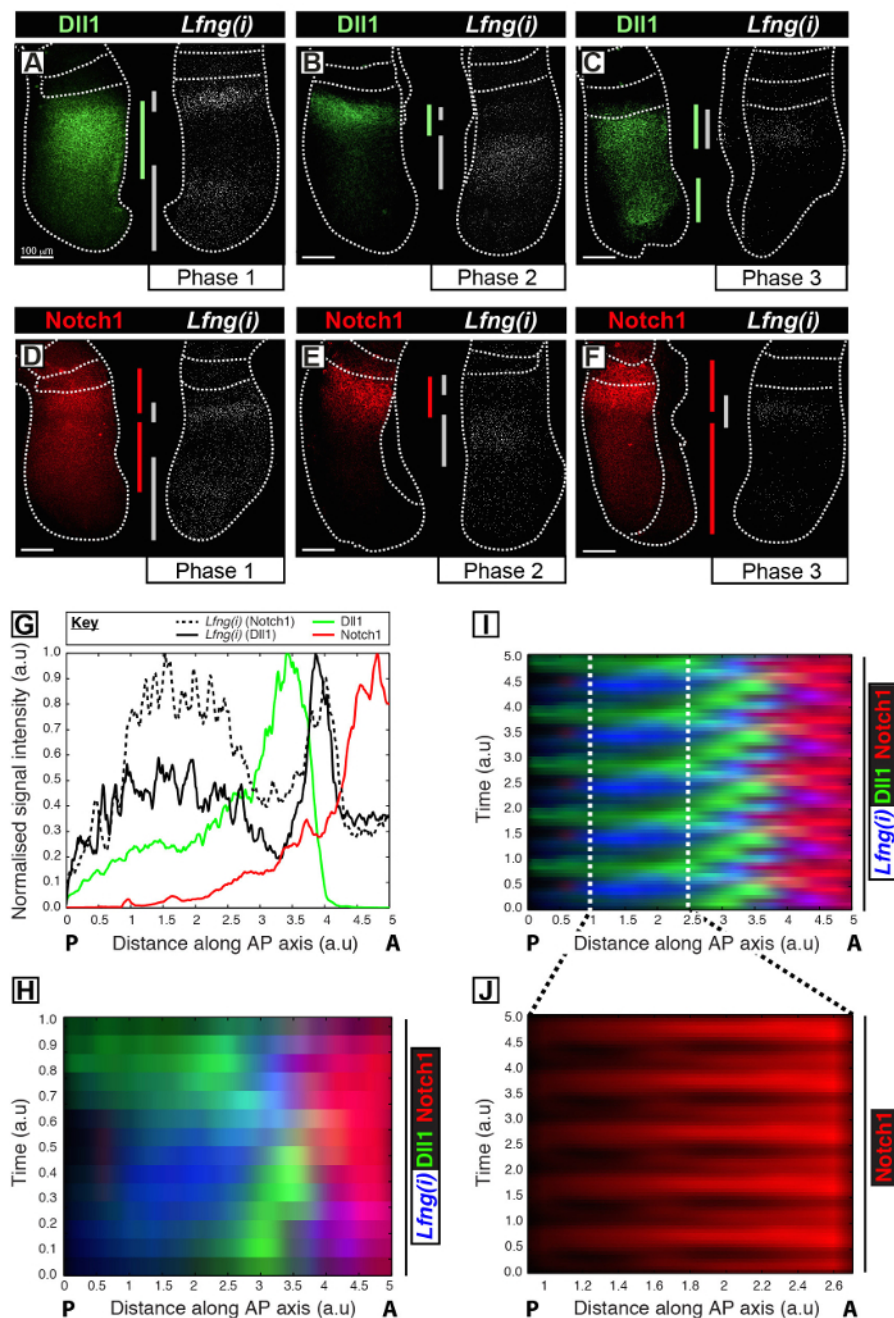 Dll1 Lfng(i) Dll1 Lfng(i) Dll1 Lfng(i)
A B C
100 µm
Phase 1 Phase 2 Phase 3
Notch1 Lfng(i) Notch1 Lfng(i) Notch1 Lfng(i)
D E F
Phase 1 Phase 2 Phase 3
G
Key
Lfng(i) (Notch1) Dll1
Lfng(i) (Dll1) Notch1
Normalised signal intensity (a.u)
1.0
0.9
0.8
0.7
0.6
0.5
0.4
0.3
0.2
0.1
0.0
0 0.5 1 1.5 2 2.5 3 3.5 4 4.5 5
P Distance along AP axis (a.u) A
I
Time (a.u)
5.0
4.5
4.0
3.5
3.0
2.5
2.0
1.5
1.0
0.5
0.0
0 0.5 1 1.5 2 2.5 3 3.5 4 4.5 5
P Distance along AP axis (a.u) A
Lfng(i) Dll1 Notch1
H
Time (a.u)
1.0
0.9
0.8
0.7
0.6
0.5
0.4
0.3
0.2
0.1
0.0
0 0.5 1 1.5 2 2.5 3 3.5 4 4.5 5
P Distance along AP axis (a.u) A
Lfng(i) Dll1 Notch1
J
Time (a.u)
5.0
4.5
4.0
3.5
3.0
2.5
2.0
1.5
1.0
0.5
0.0
1 1.2 1.4 1.6 1.8 2 2.2 2.4 2.6
P Distance along AP axis (a.u) A
Notch1